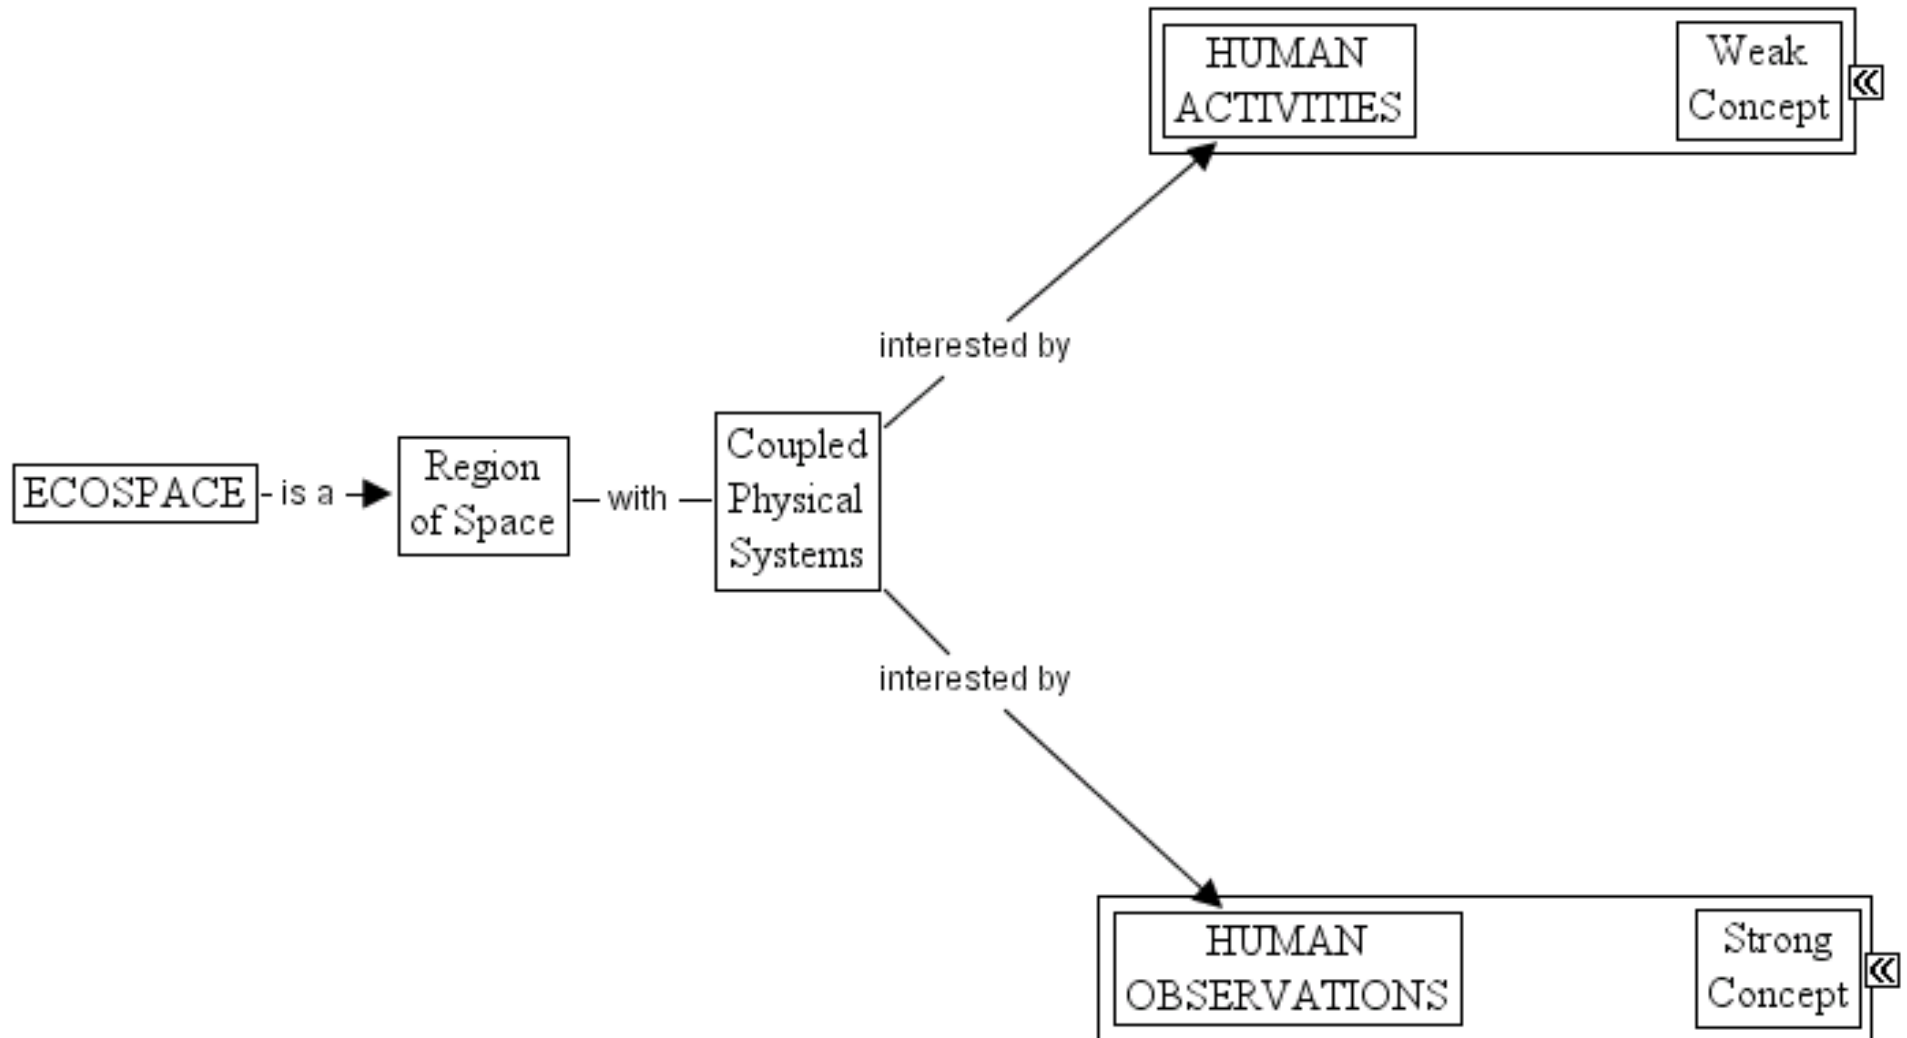 HUMAN
ACTIVITIES
Weak
Concept
interested by
ECOSPACE
is a
Region
of Space
with
Coupled
Physical
Systems
interested by
HUMAN
OBSERVATIONS
Strong
Concept